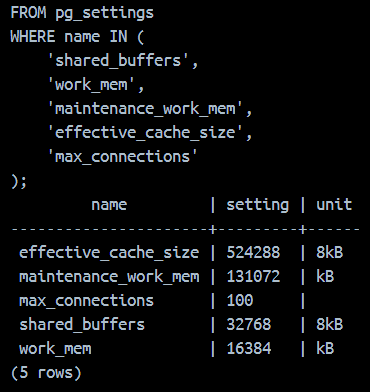 FROM pg_settings
WHERE name IN (
    'shared_buffers',
    'work_mem',
    'maintenance_work_mem',
    'effective_cache_size',
    'max_connections'
);
         name         | setting | unit
----------------------+---------+------
 effective_cache_size | 524288  | 8kB
 maintenance_work_mem | 131072  | kB
 max_connections      | 100     |
 shared_buffers       | 32768   | 8kB
 work_mem             | 16384   | kB
(5 rows)